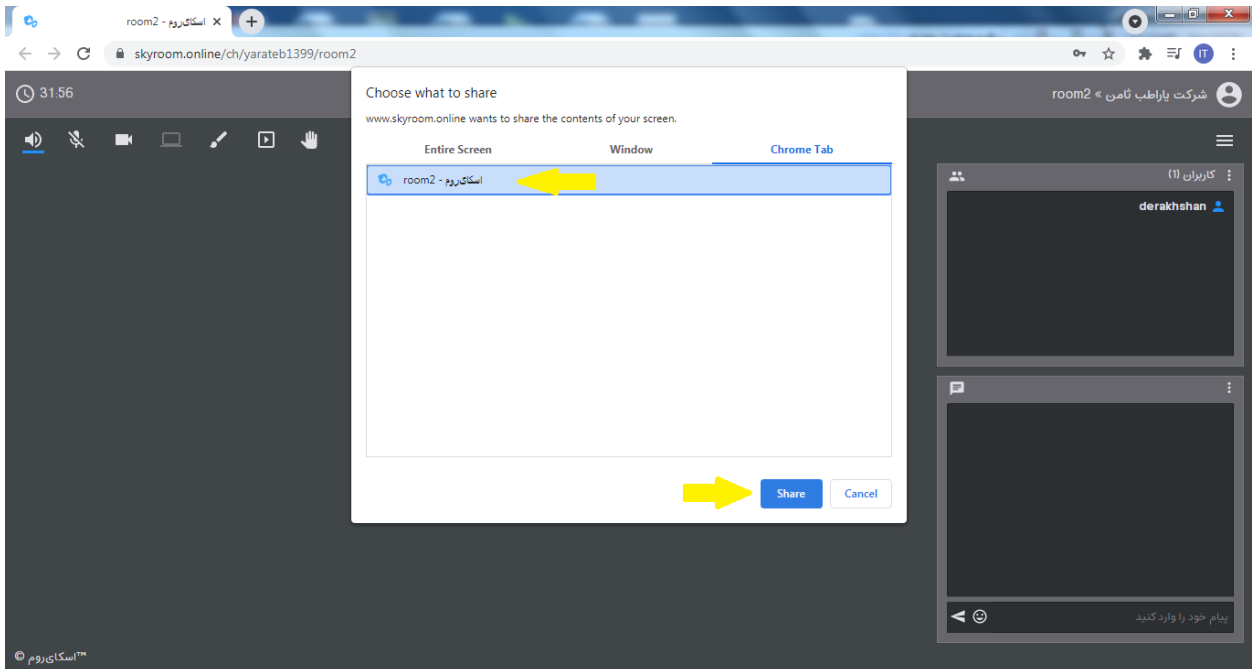 اسکای‌روم - room2
skyroom.online/ch/yarateb1399/room2
IT
31:56
شرکت یاراطب ثامن » room2
Choose what to share
www.skyroom.online wants to share the contents of your screen.
Entire Screen
Window
Chrome Tab
اسکای‌روم - room2
کاربران (1)
derakhshan
Share
Cancel
پیام خود را وارد کنید
اسکای‌روم™ ©